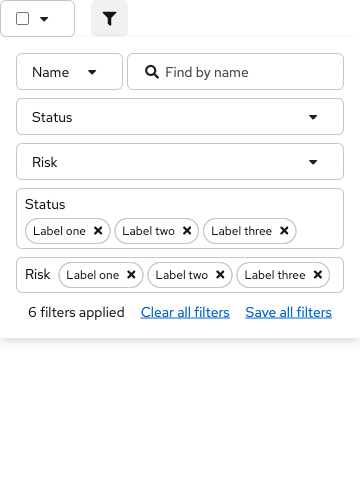 Name
Find by name
Status
Risk
Status
Label one Label two Label three
Risk Label one Label two Label three
6 filters applied Clear all filters Save all filters